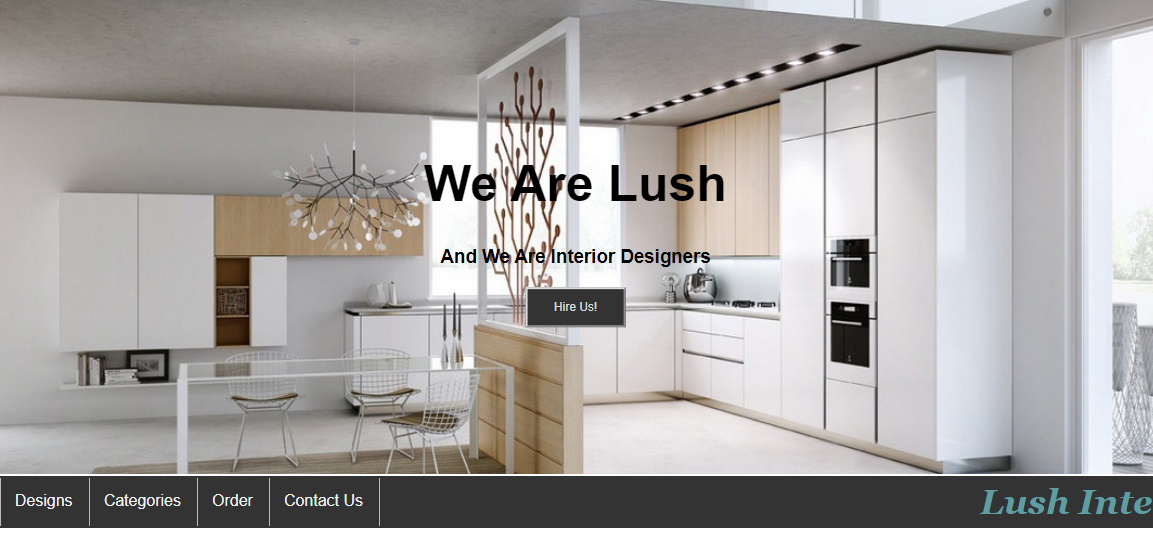 We Are Lush
And We Are Interior Designers
Hire Us!
Designs
Categories
Order
Contact Us
Lush Inte